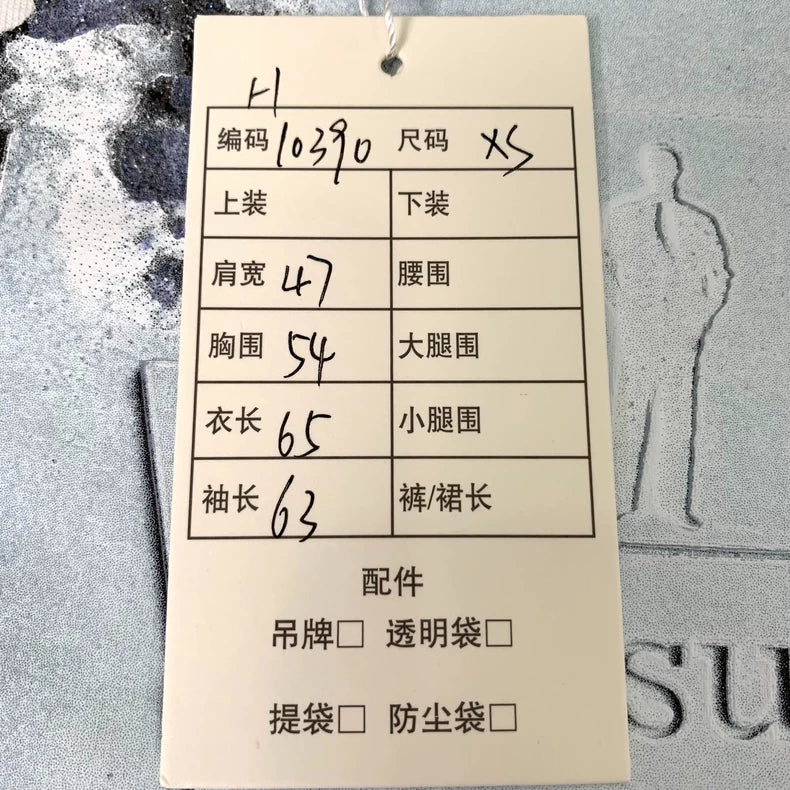 H
编码 10390 尺码 XS
上装 下装
肩宽 47 腰围
胸围 54 大腿围
衣长 65 小腿围
袖长 63 裤/裙长
配件
吊牌□ 透明袋□
提袋□ 防尘袋□
su